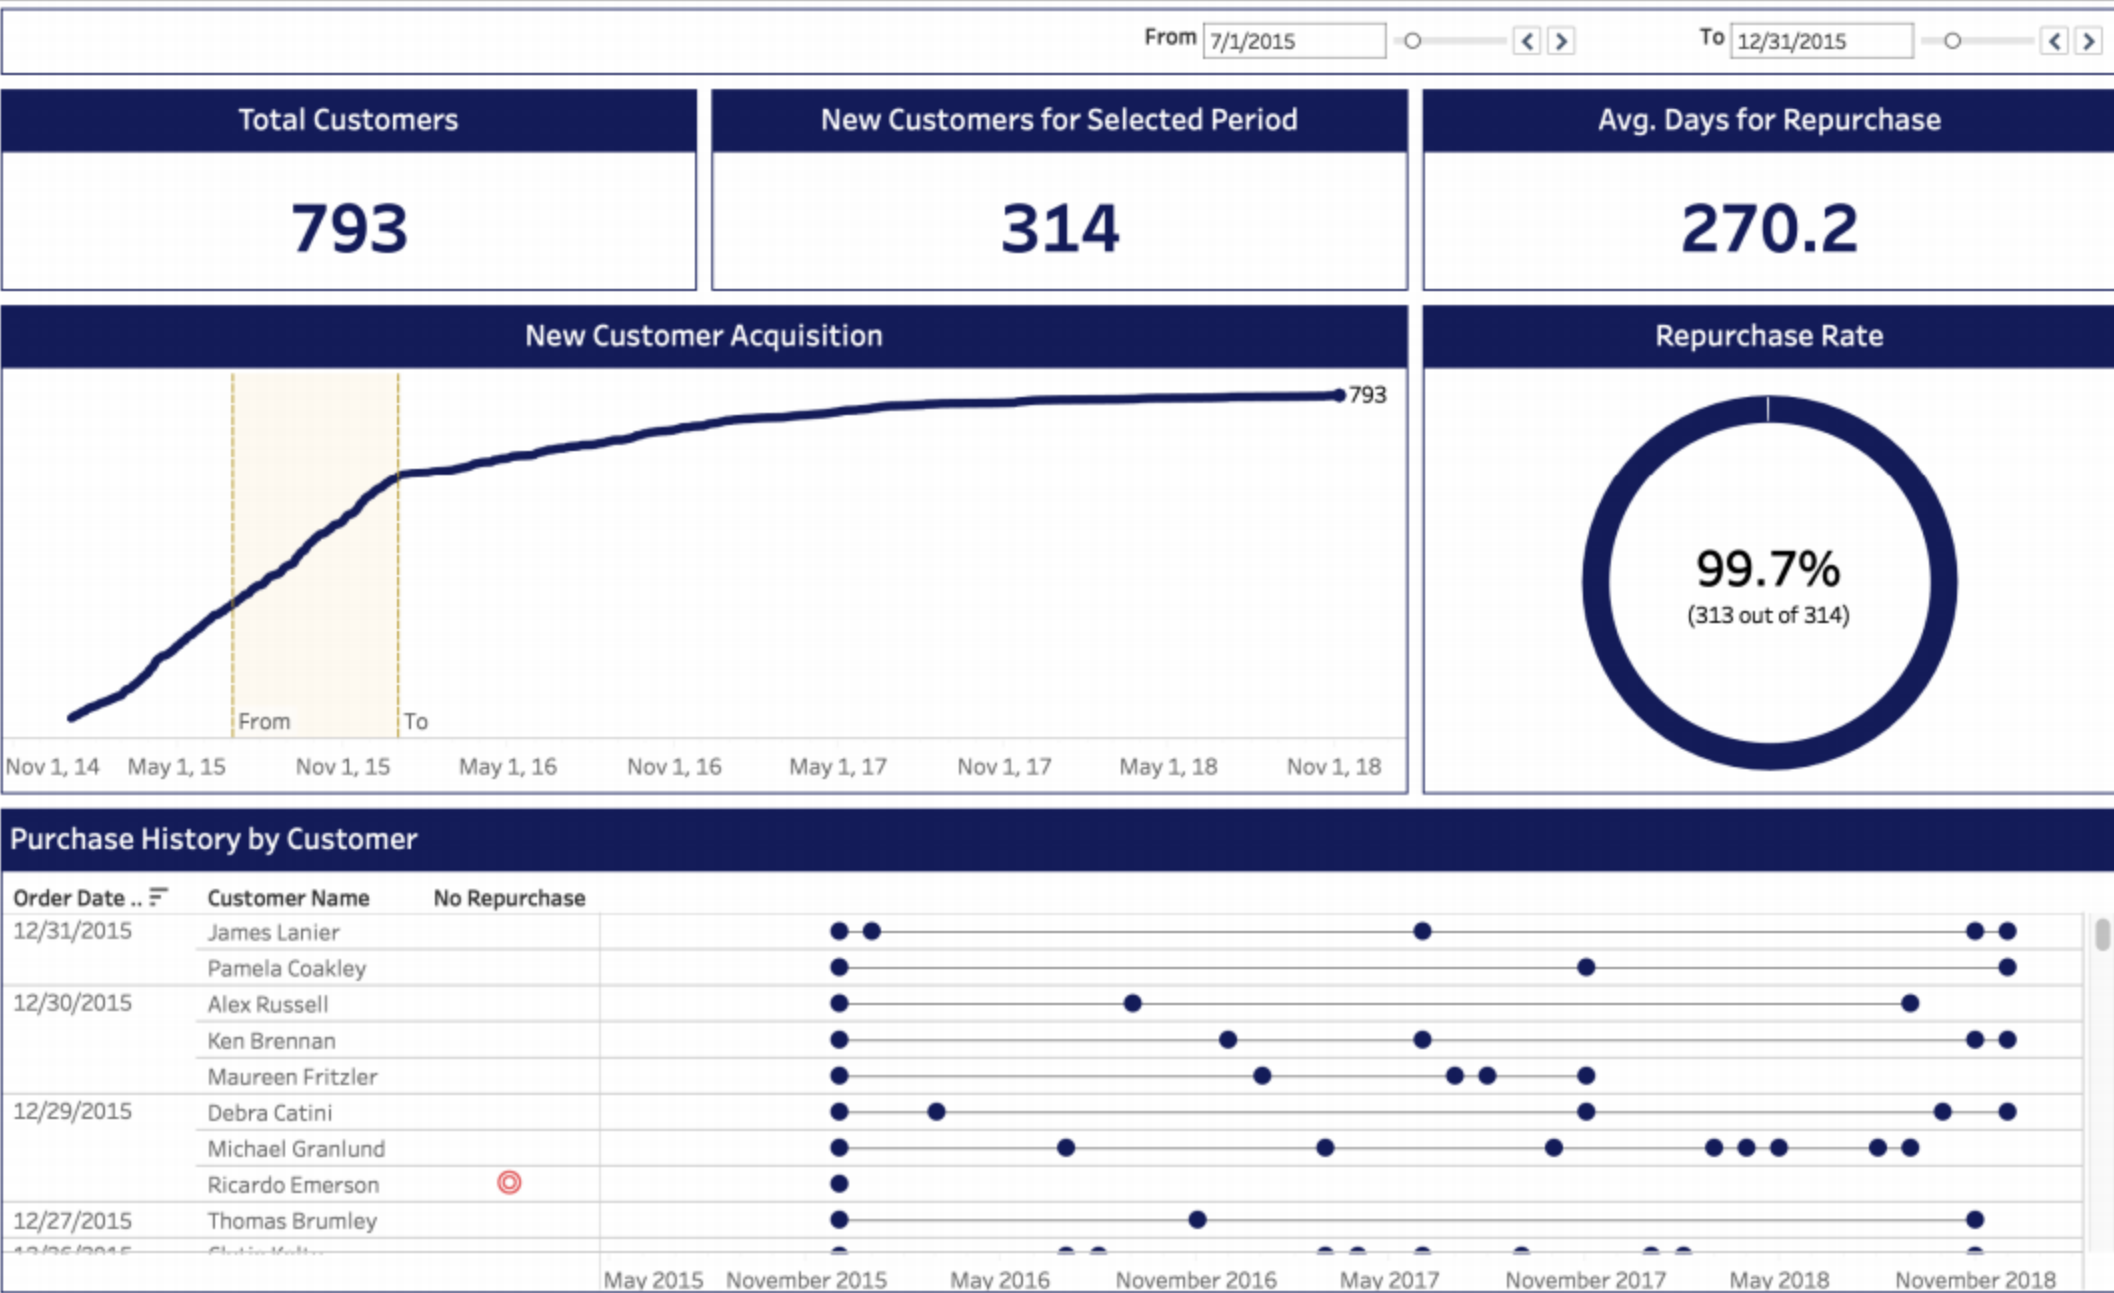 From 7/1/2015 To 12/31/2015
Total Customers
793
New Customers for Selected Period
314
Avg. Days for Repurchase
270.2
New Customer Acquisition
793
From
To
Nov 1, 14 May 1, 15 Nov 1, 15 May 1, 16 Nov 1, 16 May 1, 17 Nov 1, 17 May 1, 18 Nov 1, 18
Repurchase Rate
99.7%
(313 out of 314)
Purchase History by Customer
Order Date .. Customer Name No Repurchase
12/31/2015 James Lanier
Pamela Coakley
12/30/2015 Alex Russell
Ken Brennan
Maureen Fritzler
12/29/2015 Debra Catini
Michael Granlund
Ricardo Emerson
12/27/2015 Thomas Brumley
May 2015 November 2015 May 2016 November 2016 May 2017 November 2017 May 2018 November 2018